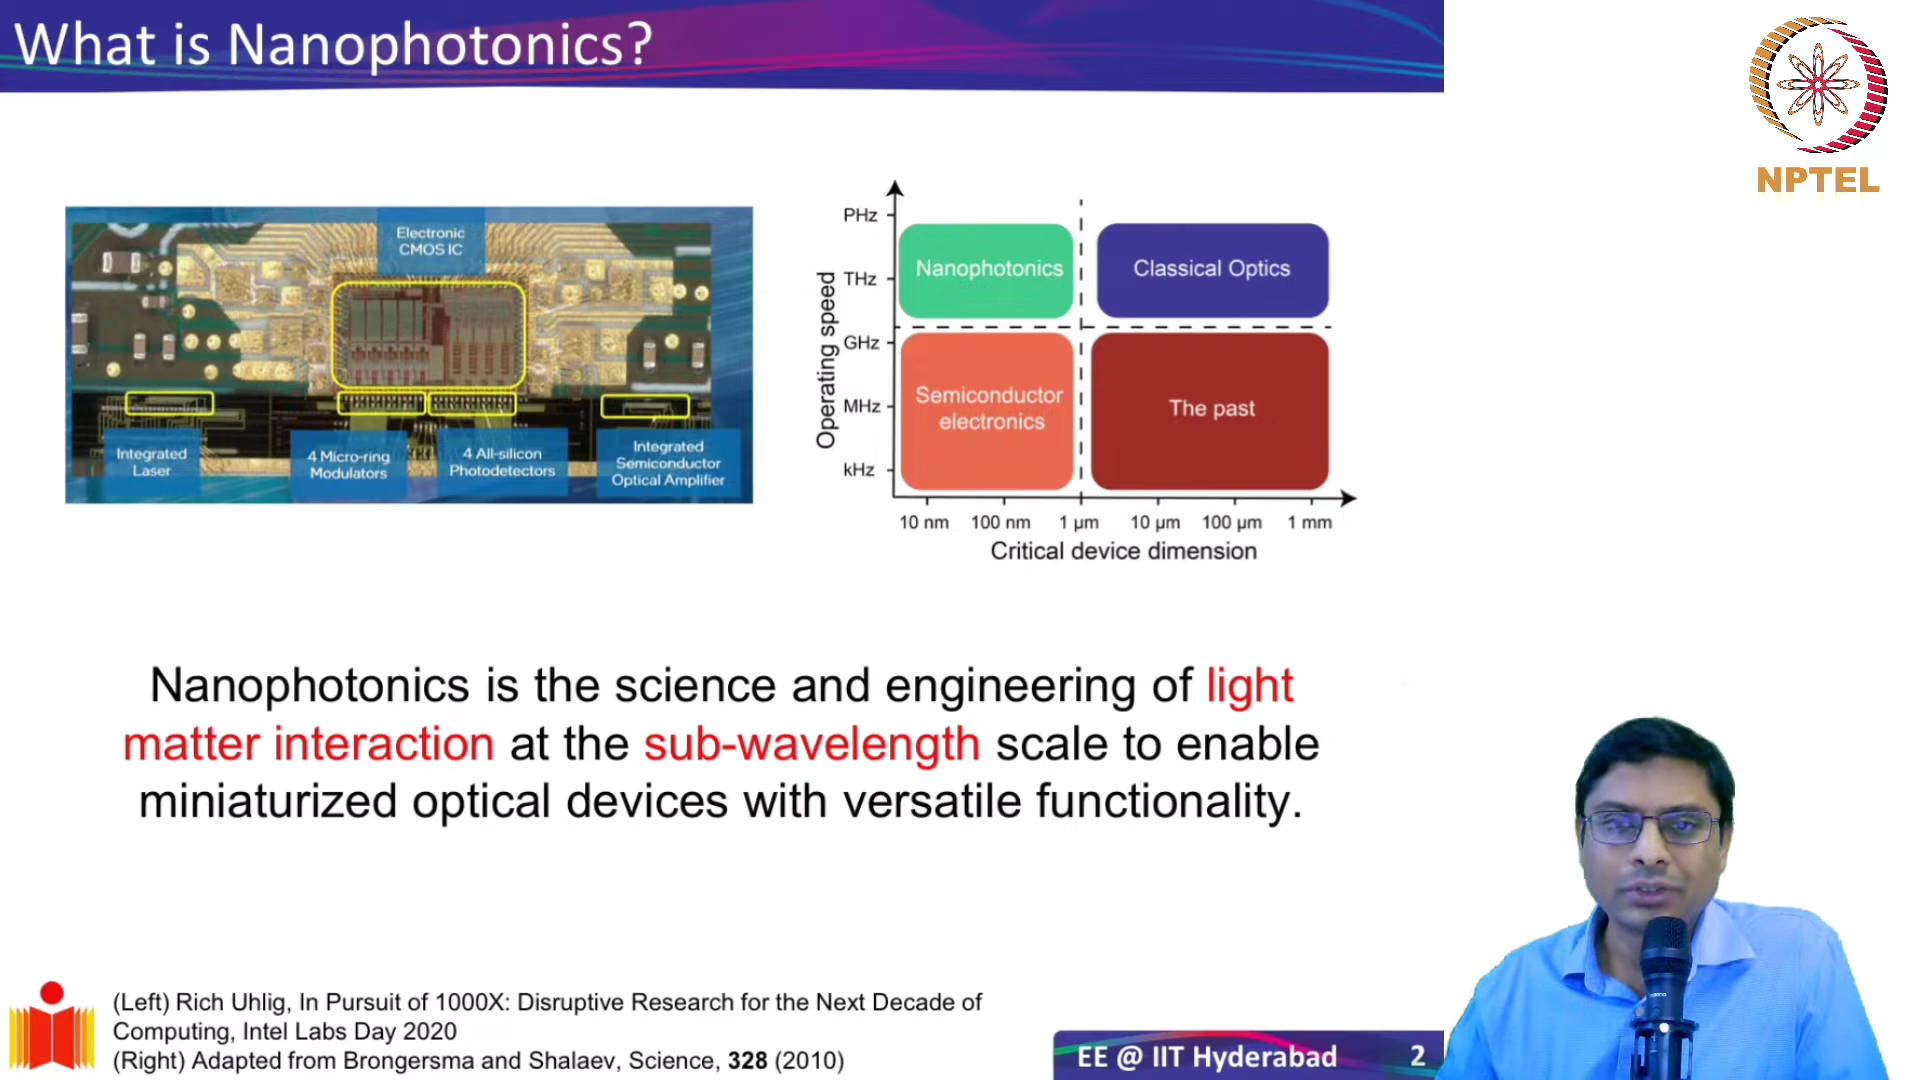 What is Nanophotonics?
NPTEL
Electronic
CMOS IC
Integrated
Laser
4 Micro-ring
Modulators
4 All-silicon
Photodetectors
Integrated
Semiconductor
Optical Amplifier
Operating speed
PHz
THz
GHz
MHz
kHz
Nanophotonics
Classical Optics
Semiconductor
electronics
The past
10 nm
100 nm
1 µm
10 µm
100 µm
1 mm
Critical device dimension
Nanophotonics is the science and engineering of light
matter interaction at the sub-wavelength scale to enable
miniaturized optical devices with versatile functionality.
(Left) Rich Uhlig, In Pursuit of 1000X: Disruptive Research for the Next Decade of
Computing, Intel Labs Day 2020
(Right) Adapted from Brongersma and Shalaev, Science, 328 (2010)
EE @ IIT Hyderabad 2